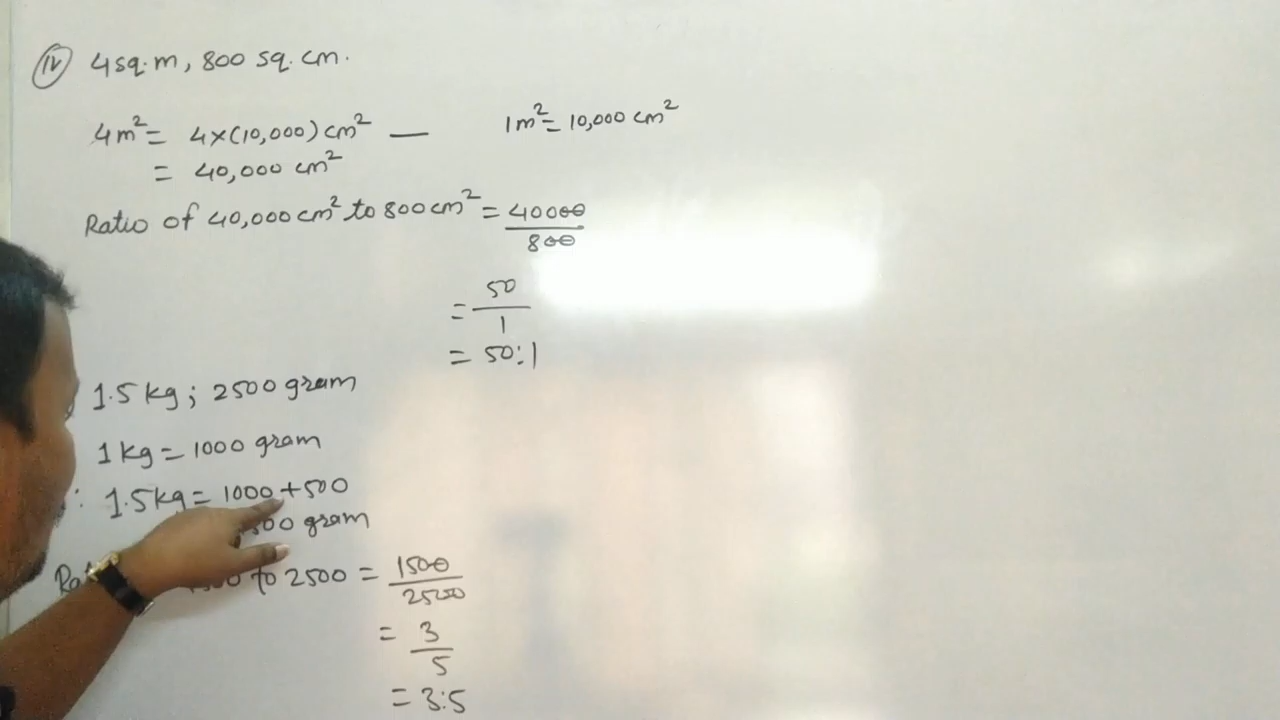 (iv) 4sq.m, 800 sq. cm.
4m² = 4×(10,000) cm² — 1m² = 10,000 cm²
= 40,000 cm²
Ratio of 40,000 cm² to 800 cm² = 40000/800
= 50/1
= 50:1
1.5 kg; 2500 gram
1 kg = 1000 gram
1.5 kg = 1000 + 500
gram
to 2500 = 1500/2500
= 3/5
= 3:5